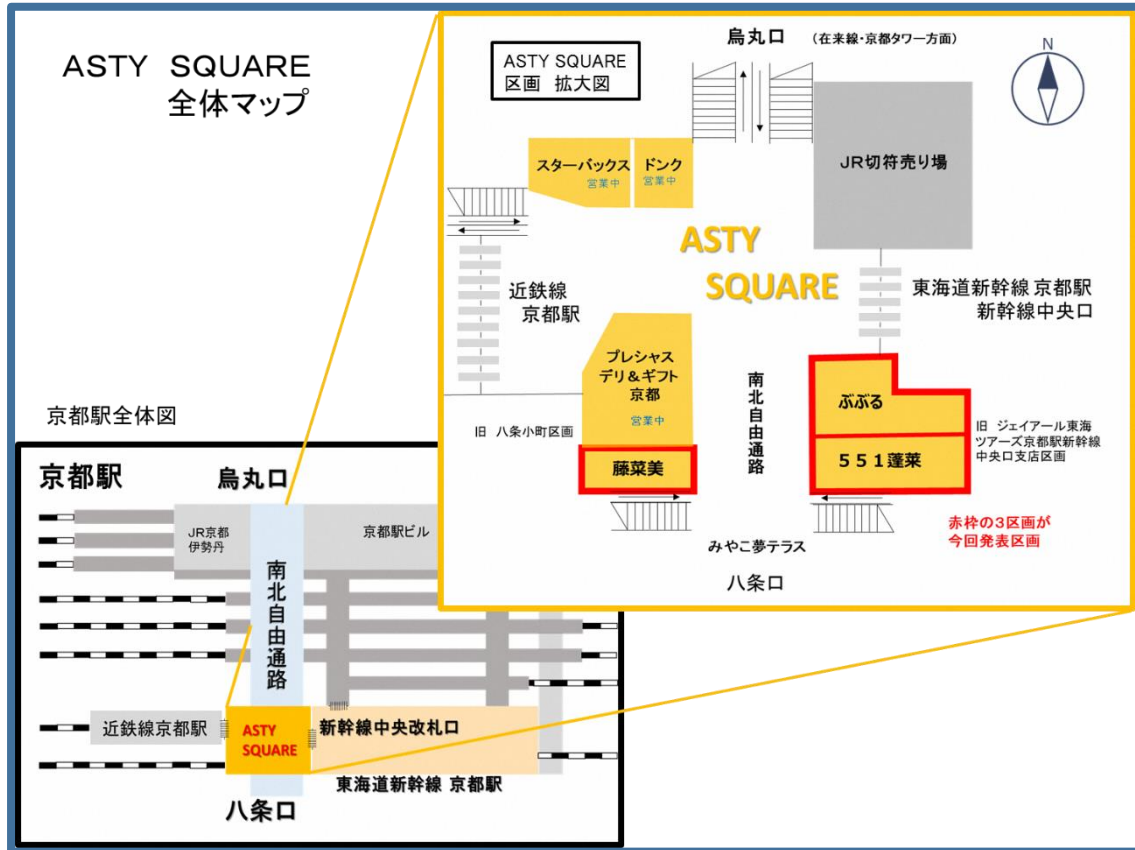 ASTY SQUARE
全体マップ
ASTY SQUARE
区画 拡大図
烏丸口
(在来線・京都タワー方面)
N
スターバックス
営業中
ドンク
営業中
JR切符売り場
ASTY
SQUARE
近鉄線
京都駅
東海道新幹線 京都駅
新幹線中央口
プレシャス
デリ&ギフト
京都
営業中
旧 八条小町区画
藤菜美
南北自由通路
ぶぶる
551蓬莱
旧 ジェイアール東海
ツアーズ京都駅新幹線
中央口支店区画
赤枠の3区画が
今回発表区画
みやこ夢テラス
八条口
京都駅全体図
京都駅
烏丸口
JR京都
伊勢丹
京都駅ビル
南北自由通路
近鉄線京都駅
ASTY
SQUARE
新幹線中央改札口
東海道新幹線 京都駅
八条口